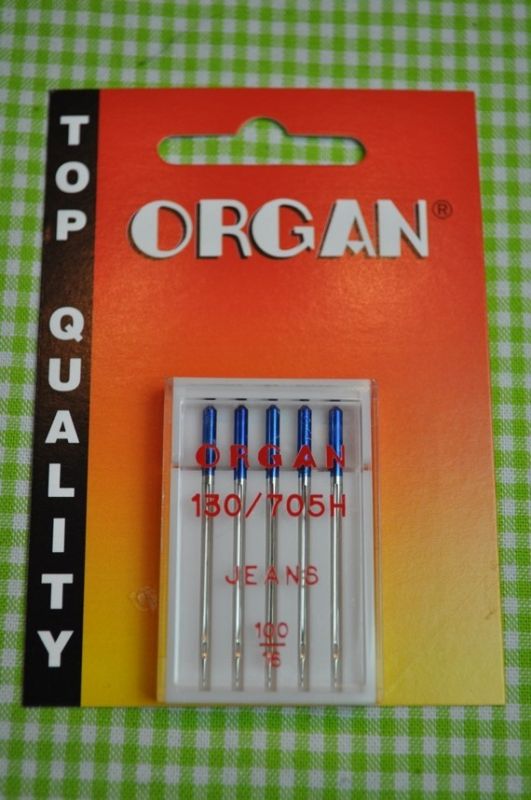 TOP QUALITY
ORGAN®
ORGAN
130/705H
JEANS
100
16